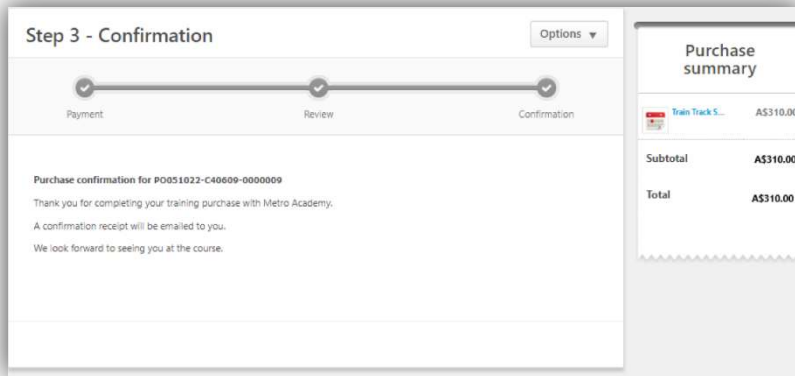 Step 3 - Confirmation
Options
Payment
Review
Confirmation
Purchase confirmation for PO051022-C40609-0000009
Thank you for completing your training purchase with Metro Academy.
A confirmation receipt will be emailed to you.
We look forward to seeing you at the course.
Purchase
summary
Train Track S... A$310.00
Subtotal A$310.00
Total A$310.00